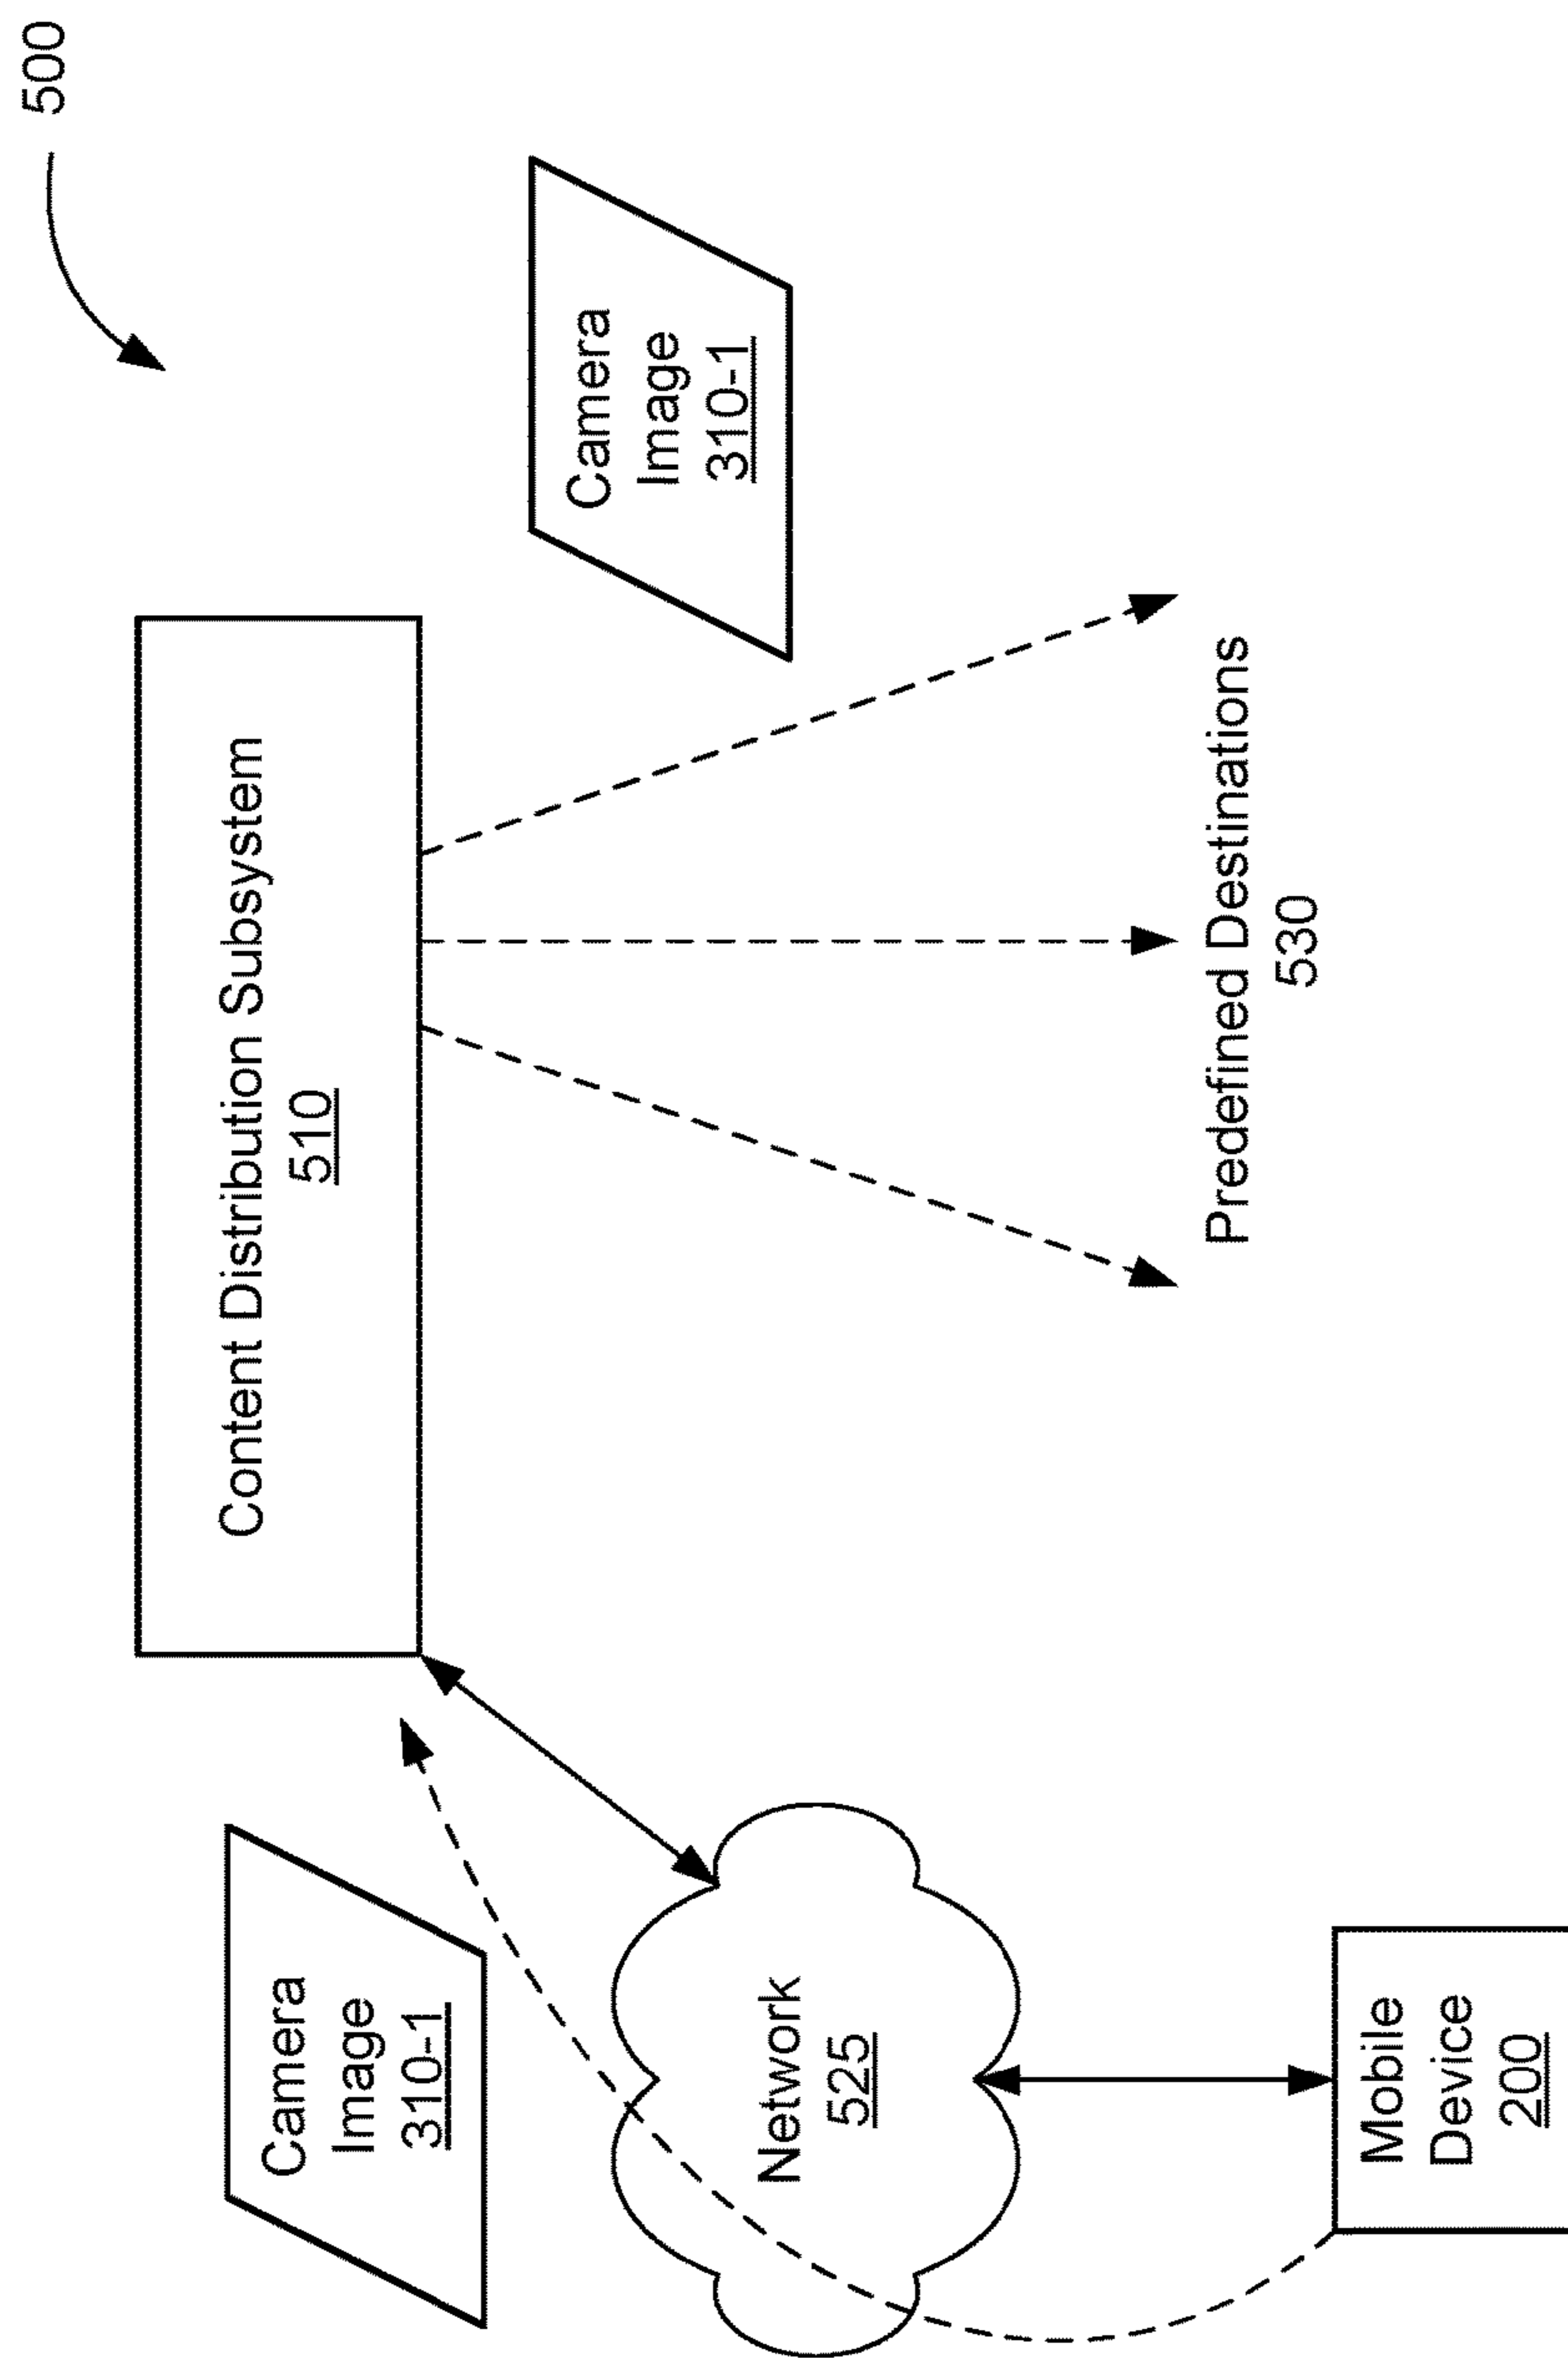 500
Content Distribution Subsystem
510
Camera
Image
310-1
Camera
Image
310-1
Network
525
Predefined Destinations
530
Mobile
Device
200